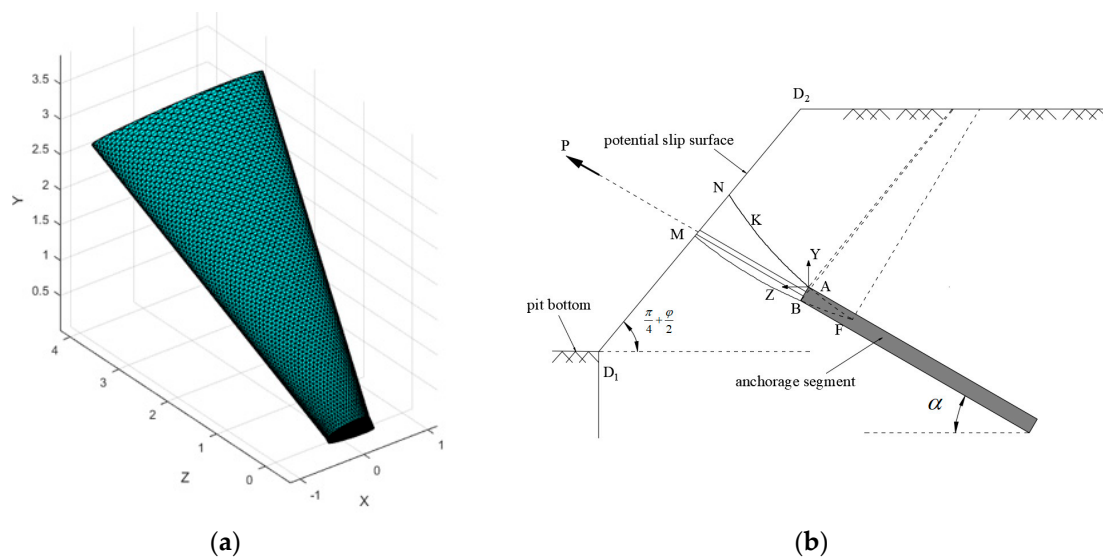 3.5
3
2.5
2
1.5
1
0.5
Y
4
3
2
1
0
Z
-1
0
1
X
(a)
D₂
potential slip surface
P
N
K
M
Y
Z
A
B
F
pit bottom
π/4 + φ/2
D₁
anchorage segment
α
(b)